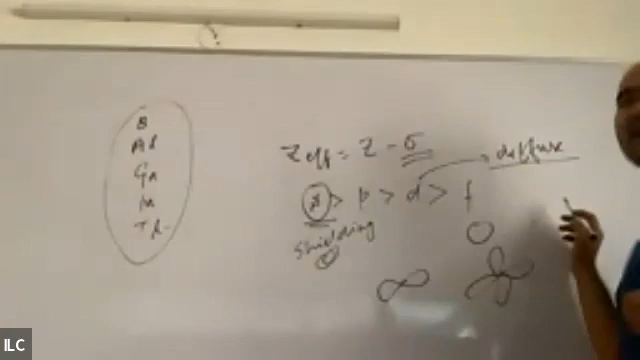 B
Al
Ga
In
Tl
Zeff = Z - σ
s > p > d > f
diffuse
shielding
ILC